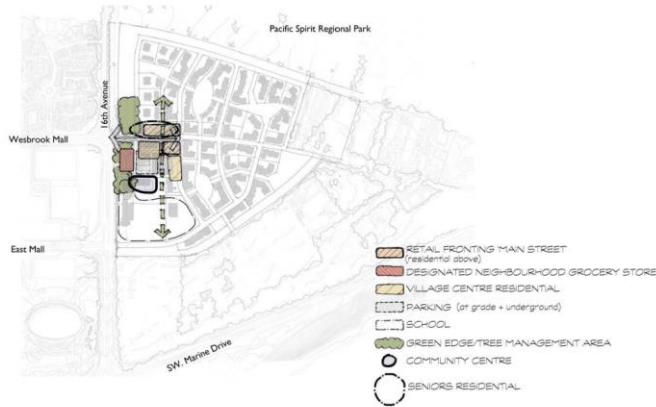 Pacific Spirit Regional Park
16th Avenue
Wesbrook Mall
East Mall
SW. Marine Drive
RETAIL FRONTING 'MAIN STREET'
(residential above)
DESIGNATED NEIGHBOURHOOD GROCERY STORE
VILLAGE CENTRE RESIDENTIAL
PARKING (at grade + underground)
SCHOOL
GREEN EDGE/TREE MANAGEMENT AREA
COMMUNITY CENTRE
SENIORS RESIDENTIAL